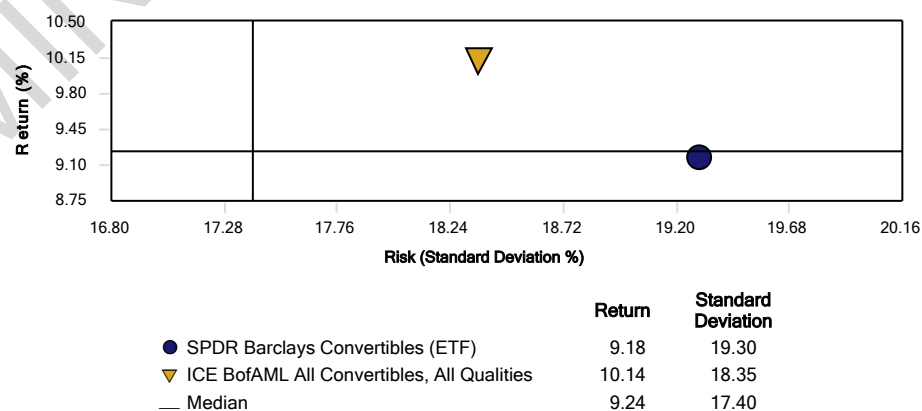 10.50
10.15
9.80
9.45
9.10
8.75
Return (%)
16.80 17.28 17.76 18.24 18.72 19.20 19.68 20.16
Risk (Standard Deviation %)
Return Standard Deviation
SPDR Barclays Convertibles (ETF) 9.18 19.30
ICE BofAML All Convertibles, All Qualities 10.14 18.35
Median 9.24 17.40